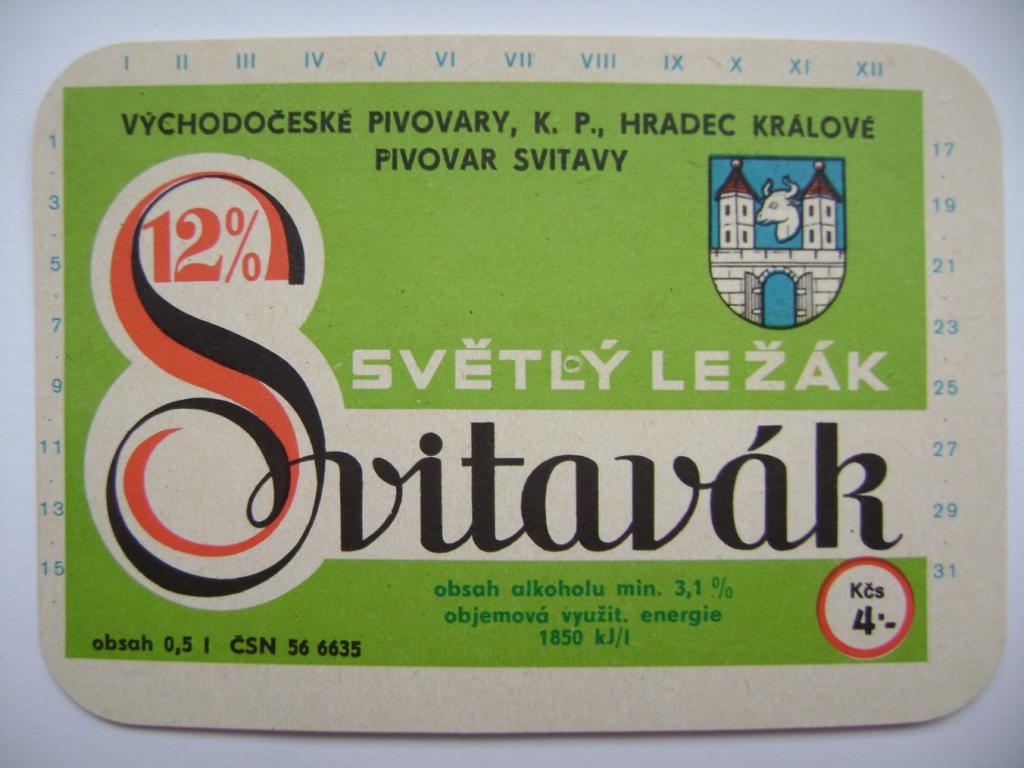 I II III IV V VI VII VIII IX X XI XII
VÝCHODOČESKÉ PIVOVARY, K. P., HRADEC KRÁLOVÉ
PIVOVAR SVITAVY
12%
SVĚTLÝ LEŽÁK
Svitavák
obsah alkoholu min. 3,1 %
objemová využit. energie
1850 kJ/l
obsah 0,5 l ČSN 56 6635
Kčs
4·-
1
3
5
7
9
11
13
15
17
19
21
23
25
27
29
31